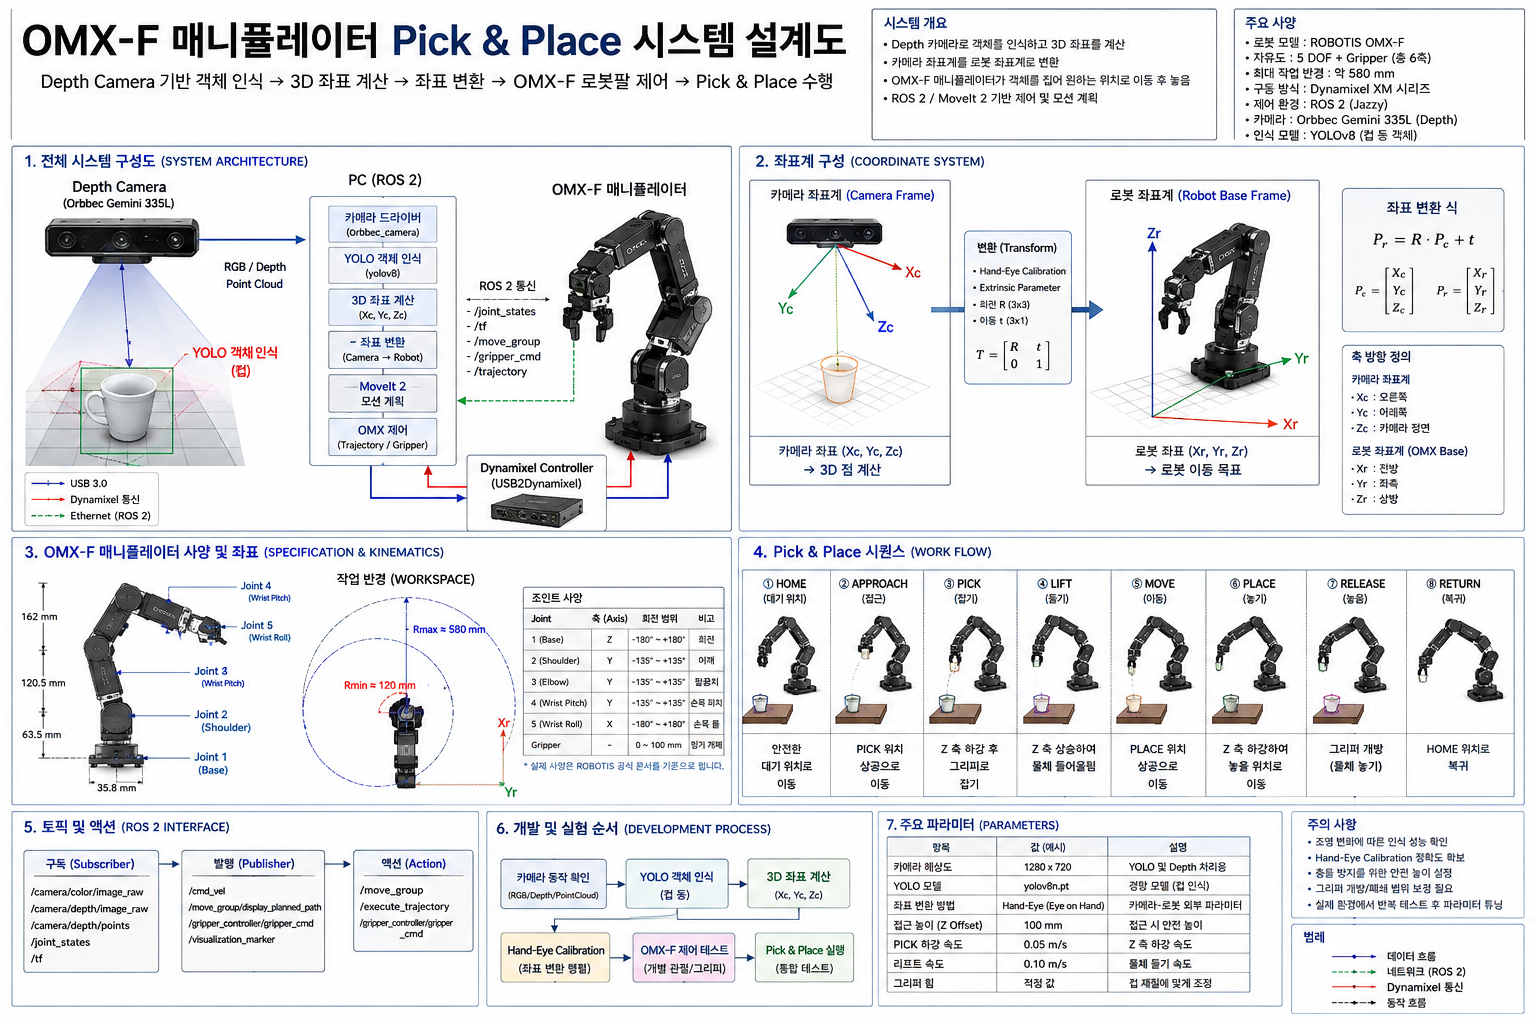 OMX-F 매니퓰레이터 Pick & Place 시스템 설계도
Depth Camera 기반 객체 인식 → 3D 좌표 계산 → 좌표 변환 → OMX-F 로봇팔 제어 → Pick & Place 수행
시스템 개요
• Depth 카메라로 객체를 인식하고 3D 좌표를 계산
• 카메라 좌표계를 로봇 좌표계로 변환
• OMX-F 매니퓰레이터가 객체를 집어 원하는 위치로 이동 후 놓음
• ROS 2 / MoveIt 2 기반 제어 및 모션 계획
주요 사양
• 로봇 모델 : ROBOTIS OMX-F
• 자유도 : 5 DOF + Gripper (총 6축)
• 최대 작업 반경 : 약 580 mm
• 구동 방식 : Dynamixel XM 시리즈
• 제어 환경 : ROS 2 (Jazzy)
• 카메라 : Orbbec Gemini 335L (Depth)
• 인식 모델 : YOLOv8 (컵 등 객체)
1. 전체 시스템 구성도 (SYSTEM ARCHITECTURE)
Depth Camera
(Orbbec Gemini 335L)
RGB / Depth
Point Cloud
YOLO 객체 인식
(컵)
PC (ROS 2)
카메라 드라이버
(orbbec_camera)
YOLO 객체 인식
(yolov8)
3D 좌표 계산
(Xc, Yc, Zc)
- 좌표 변환
(Camera → Robot)
MoveIt 2
모션 계획
OMX 제어
(Trajectory / Gripper)
ROS 2 통신
- /joint_states
- /tf
- /move_group
- /gripper_cmd
- /trajectory
OMX-F 매니퓰레이터
Dynamixel Controller
(USB2Dynamixel)
USB 3.0
Dynamixel 통신
Ethernet (ROS 2)
2. 좌표계 구성 (COORDINATE SYSTEM)
카메라 좌표계 (Camera Frame)
Xc
Yc
Zc
카메라 좌표 (Xc, Yc, Zc)
→ 3D 점 계산
변환 (Transform)
• Hand-Eye Calibration
• Extrinsic Parameter
• 회전 R (3x3)
• 이동 t (3x1)
T = [R t
0 1]
로봇 좌표계 (Robot Base Frame)
Zr
Yr
Xr
로봇 좌표 (Xr, Yr, Zr)
→ 로봇 이동 목표
좌표 변환 식
Pr = R · Pc + t
Pc = [Xc Yc Zc] Pr = [Xr Yr Zr]
축 방향 정의
카메라 좌표계
• Xc : 오른쪽
• Yc : 어레쪽
• Zc : 카메라 정면
로봇 좌표계 (OMX Base)
• Xr : 전방
• Yr : 좌측
• Zr : 상방
3. OMX-F 매니퓰레이터 사양 및 좌표 (SPECIFICATION & KINEMATICS)
162 mm
120.5 mm
63.5 mm
35.8 mm
Joint 4
(Wrist Pitch)
Joint 5
(Wrist Roll)
Joint 3
(Wrist Pitch)
Joint 2
(Shoulder)
Joint 1
(Base)
작업 반경 (WORKSPACE)
Rmax ≈ 580 mm
Rmin ≈ 120 mm
Xr
Yr
조인트 사양
Joint 축 (Axis) 회전 범위 비고
1 (Base) Z -180° ~ +180° 회전
2 (Shoulder) Y -135° ~ +135° 어깨
3 (Elbow) Y -135° ~ +135° 팔꿈치
4 (Wrist Pitch) Y -135° ~ +135° 손목 피치
5 (Wrist Roll) X -180° ~ +180° 손목 롤
Gripper - 0 ~ 100 mm 개폐
* 실제 사양은 ROBOTIS 공식 문서를 기준으로 합니다.
4. Pick & Place 시퀀스 (WORK FLOW)
① HOME
(대기 위치)
안전한
대기 위치로
이동
② APPROACH
(접근)
PICK 위치
상공으로
이동
③ PICK
(잡기)
Z 축 하강 후
그리퍼로
잡기
④ LIFT
(들기)
Z 축 상승하여
물체 들어올림
⑤ MOVE
(이동)
PLACE 위치
상공으로
이동
⑥ PLACE
(놓기)
Z 축 하강하여
놓을 위치로
이동
⑦ RELEASE
(놓음)
그리퍼 개방
(물체 놓기)
⑧ RETURN
(복귀)
HOME 위치로
복귀
5. 토픽 및 액션 (ROS 2 INTERFACE)
구독 (Subscriber)
/camera/color/image_raw
/camera/depth/image_raw
/camera/depth/points
/joint_states
/tf
발행 (Publisher)
/cmd_vel
/move_group/display_planned_path
/gripper_controller/gripper_cmd
/visualization_marker
액션 (Action)
/move_group
/execute_trajectory
/gripper_controller/gripper
_cmd
6. 개발 및 실험 순서 (DEVELOPMENT PROCESS)
카메라 동작 확인
(RGB/Depth/PointCloud)
YOLO 객체 인식
(컵 동)
3D 좌표 계산
(Xc, Yc, Zc)
Hand-Eye Calibration
(좌표 변환 령렬)
OMX-F 제어 테스트
(개별 관절/그리퍼)
Pick & Place 실행
(통합 테스트)
7. 주요 파라미터 (PARAMETERS)
항목 값 (예시) 설명
카메라 해상도 1280 x 720 YOLO 및 Depth 처리용
YOLO 모델 yolov8n.pt 경망 모델 (컵 인식)
좌표 변환 방법 Hand-Eye (Eye on Hand) 카메라-로봇 외부 파라미터
접근 높이 (Z Offset) 100 mm 접근 시 안전 높이
PICK 하강 속도 0.05 m/s Z 축 하강 속도
리프트 속도 0.10 m/s 물체 들기 속도
그리퍼 힘 적정 값 컵 재질에 맞게 조정
주의 사항
• 조명 변화에 따른 인식 성능 확인
• Hand-Eye Calibration 정확도 확보
• 충돌 방지를 위한 안전 높이 설정
• 그리퍼 개방/폐쇄 범위 보정 필요
• 실제 환경에서 반복 테스트 후 파라미터 튜닝
범례
데이터 흐름
네트워크 (ROS 2)
Dynamixel 통신
동작 흐름